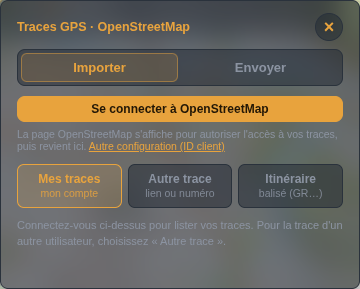 Traces GPS · OpenStreetMap
×
Importer
Envoyer
Se connecter à OpenStreetMap
La page OpenStreetMap s'affiche pour autoriser l'accès à vos traces,
puis revient ici. Autre configuration (ID client)
Mes traces
mon compte
Autre trace
lien ou numéro
Itinéraire
balisé (GR…)
Connectez-vous ci-dessus pour lister vos traces. Pour la trace d'un
autre utilisateur, choisissez « Autre trace ».